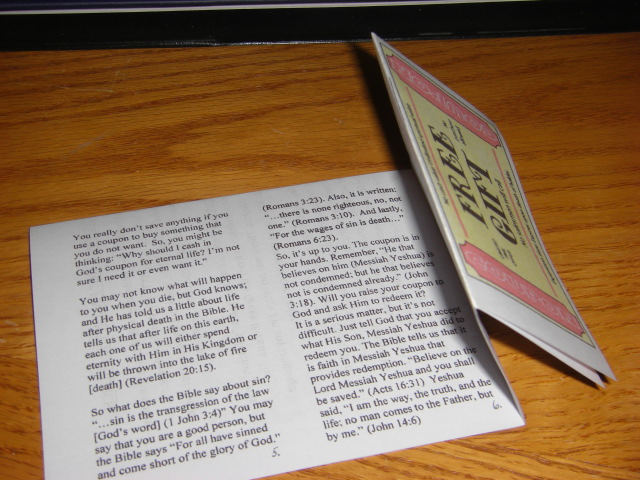 You really don't save anything if you
use a coupon to buy something that
you do not want. So, you might be
thinking: "Why should I cash in
God's coupon for eternal life? I'm not
sure I need it or even want it."
You may not know what will happen
to you when you die, but God knows;
and He has told us a little about life
after physical death in the Bible. He
tells us that after life on this earth,
each one of us will either spend
eternity with Him in His Kingdom or
will be thrown into the lake of fire
[death] (Revelation 20:15).
So what does the Bible say about sin?
"...sin is the transgression of the law
[God's word] (1 John 3;4)" You may
say that you are a good person, but
the Bible says "For all have sinned
and come short of the glory of God."
5.
(Romans 3:23). Also, it is written:
"...there is none righteous, no, not
one." (Romans 3:10). And lastly,
"For the wages of sin is death..."
(Romans 6:23).
So, it's up to you. The coupon is in
your hands. Remember, "He that
believes on him (Messiah Yeshua) is
not condemned; but he that believes
not is condemned already." (John
3:18). Will you raise your coupon to
God and ask Him to redeem it?
It is a serious matter, but it's not
difficult. Just tell God that you accept
what His Son, Messiah Yeshua did to
redeem you. The Bible tells us that it
is faith in Messiah Yeshua that
provides redemption. "Believe on the
Lord Messiah Yeshua and you shall
be saved." (Acts 16:31) Yeshua
said, "I am the way, the truth, and the
life; no man comes to the Father, but
by me." (John 14:6)
6.
FREE
GIFT